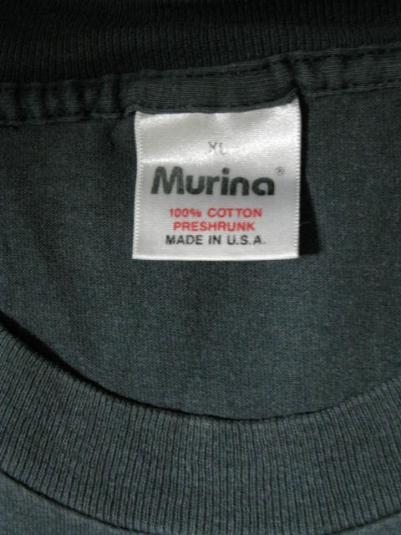 XL
Murina®
100% COTTON
PRESHRUNK
MADE IN U.S.A.